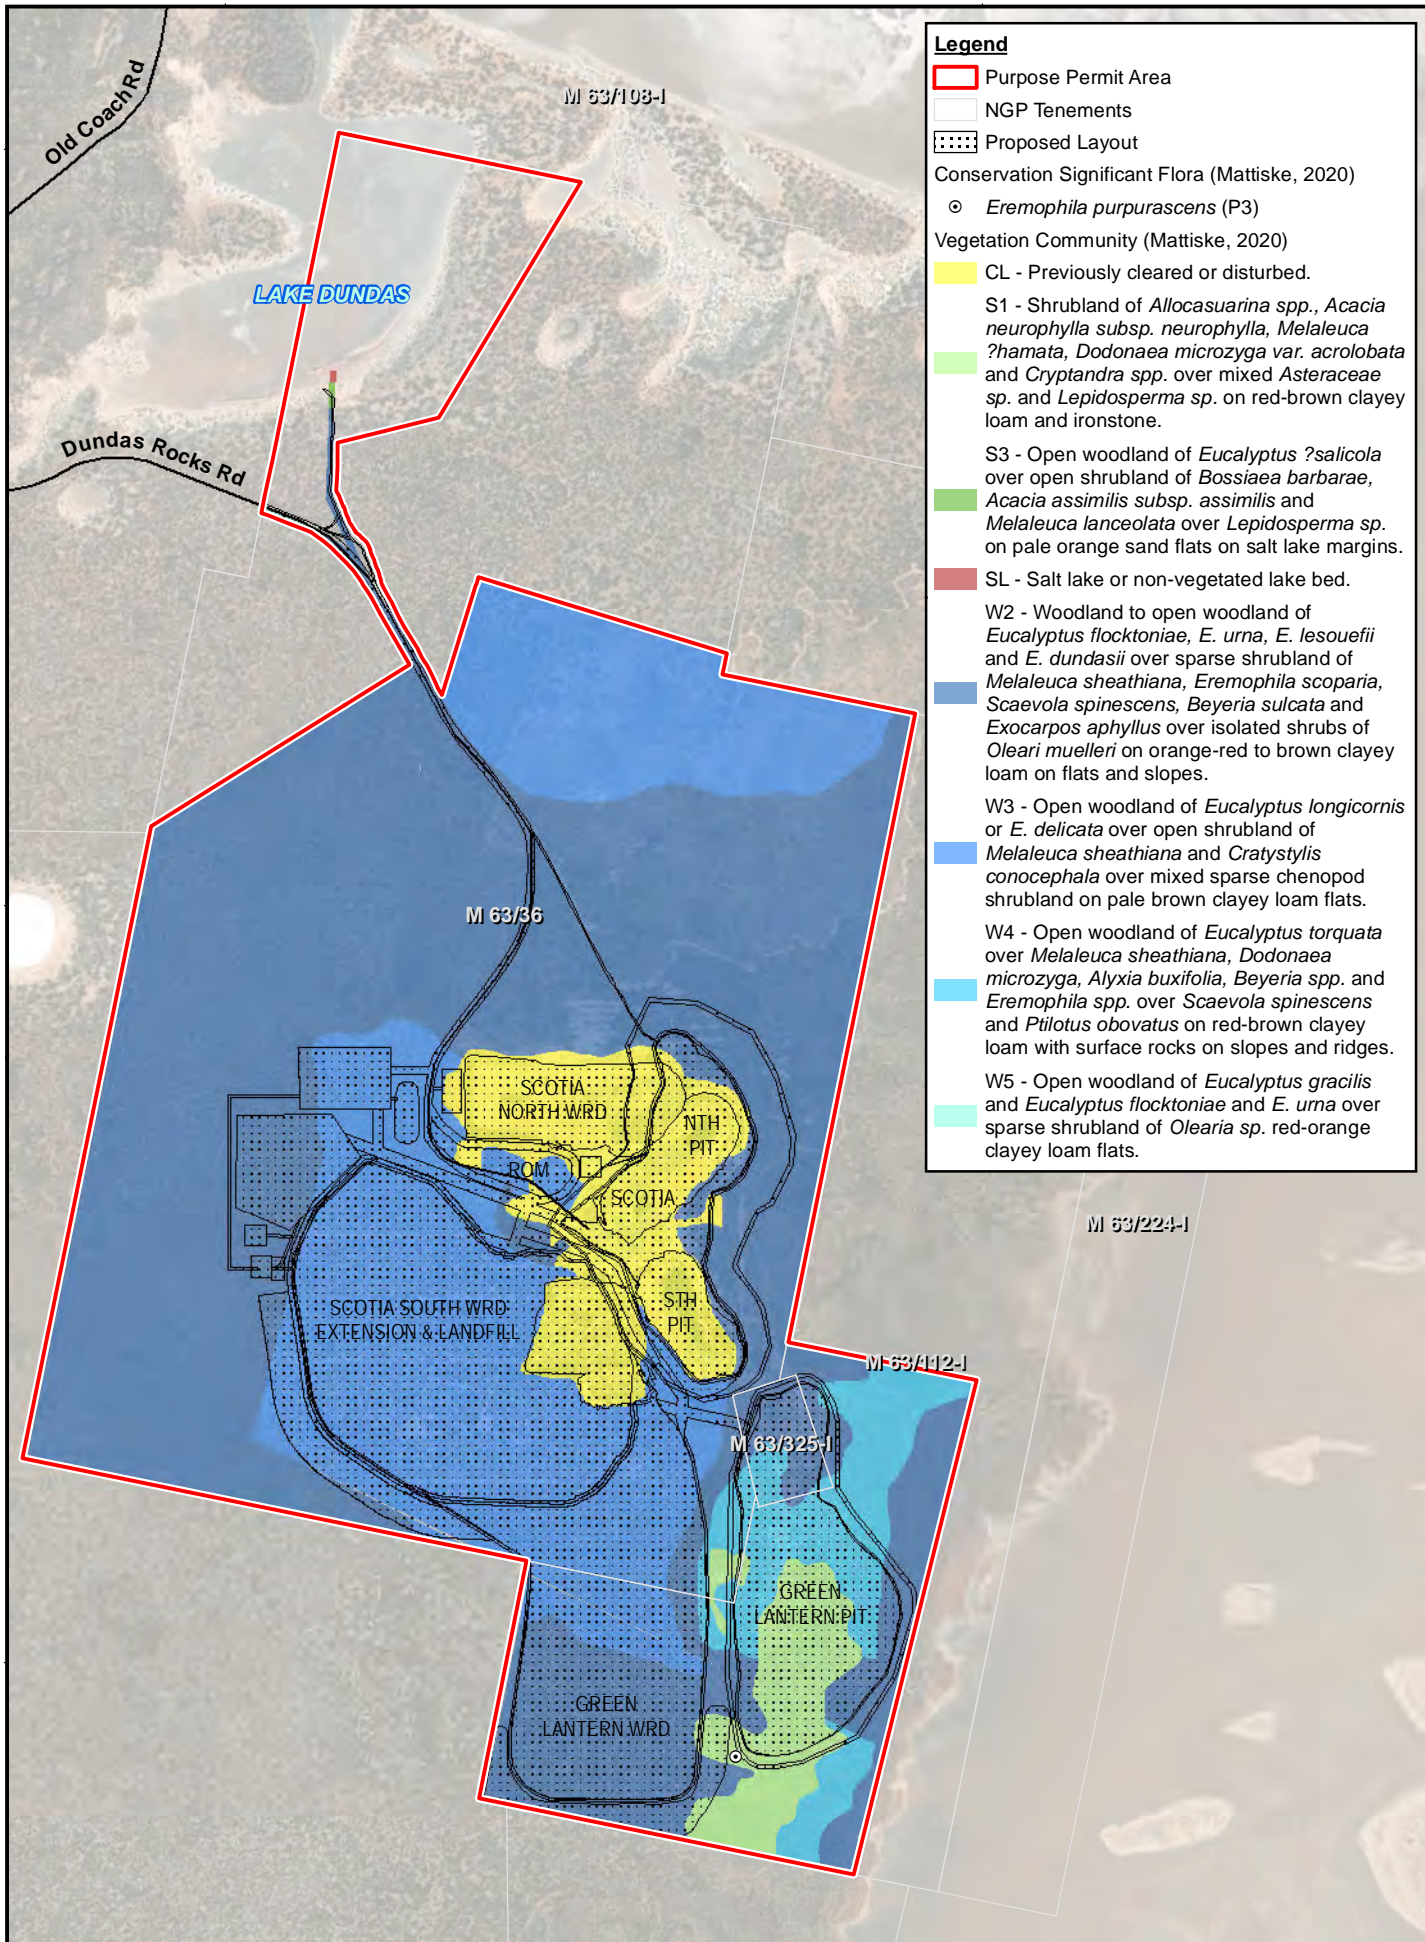 Legend
Purpose Permit Area
NGP Tenements
Proposed Layout
Conservation Significant Flora (Mattiske, 2020)
Eremophila purpurascens (P3)
Vegetation Community (Mattiske, 2020)
CL - Previously cleared or disturbed.
S1 - Shrubland of Allocasuarina spp., Acacia
neurophylla subsp. neurophylla, Melaleuca
?hamata, Dodonaea microzyga var. acrolobata
and Cryptandra spp. over mixed Asteraceae
sp. and Lepidosperma sp. on red-brown clayey
loam and ironstone.
S3 - Open woodland of Eucalyptus ?salicola
over open shrubland of Bossiaea barbarae,
Acacia assimilis subsp. assimilis and
Melaleuca lanceolata over Lepidosperma sp.
on pale orange sand flats on salt lake margins.
SL - Salt lake or non-vegetated lake bed.
W2 - Woodland to open woodland of
Eucalyptus flocktoniae, E. urna, E. lesouefii
and E. dundasii over sparse shrubland of
Melaleuca sheathiana, Eremophila scoparia,
Scaevola spinescens, Beyeria sulcata and
Exocarpos aphyllus over isolated shrubs of
Oleari muelleri on orange-red to brown clayey
loam on flats and slopes.
W3 - Open woodland of Eucalyptus longicornis
or E. delicata over open shrubland of
Melaleuca sheathiana and Cratystylis
conocephala over mixed sparse chenopod
shrubland on pale brown clayey loam flats.
W4 - Open woodland of Eucalyptus torquata
over Melaleuca sheathiana, Dodonaea
microzyga, Alyxia buxifolia, Beyeria spp. and
Eremophila spp. over Scaevola spinescens
and Ptilotus obovatus on red-brown clayey
loam with surface rocks on slopes and ridges.
W5 - Open woodland of Eucalyptus gracilis
and Eucalyptus flocktoniae and E. urna over
sparse shrubland of Olearia sp. red-orange
clayey loam flats.
Old Coach Rd
M 63/108-I
LAKE DUNDAS
Dundas Rocks Rd
M 63/36
SCOTIA
NORTH WRD
NTH
PIT
ROM
SCOTIA
M 63/224-I
STH
PIT
SCOTIA SOUTH WRD
EXTENSION & LANDFILL
M 63/112-I
M 63/325-I
GREEN
LANTERN PIT
GREEN
LANTERN WRD